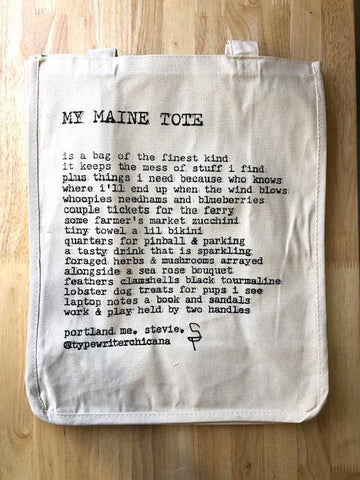 MY MAINE TOTE
is a bag of the finest kind
it keeps the mess of stuff i find
plus things i need because who knows
where i'll end up when the wind blows
whoopies needhams and blueberries
couple tickets for the ferry
some farmer's market zucchini
tiny towel a lil bikini
quarters for pinball & parking
a tasty drink that is sparkling
foraged herbs & mushrooms arrayed
alongside a sea rose bouquet
feathers clamshells black tourmaline
lobster dog treats for pups i see
laptop notes a book and sandals
work & play held by two handles
portland me. stevie. S
@typewriterchicana